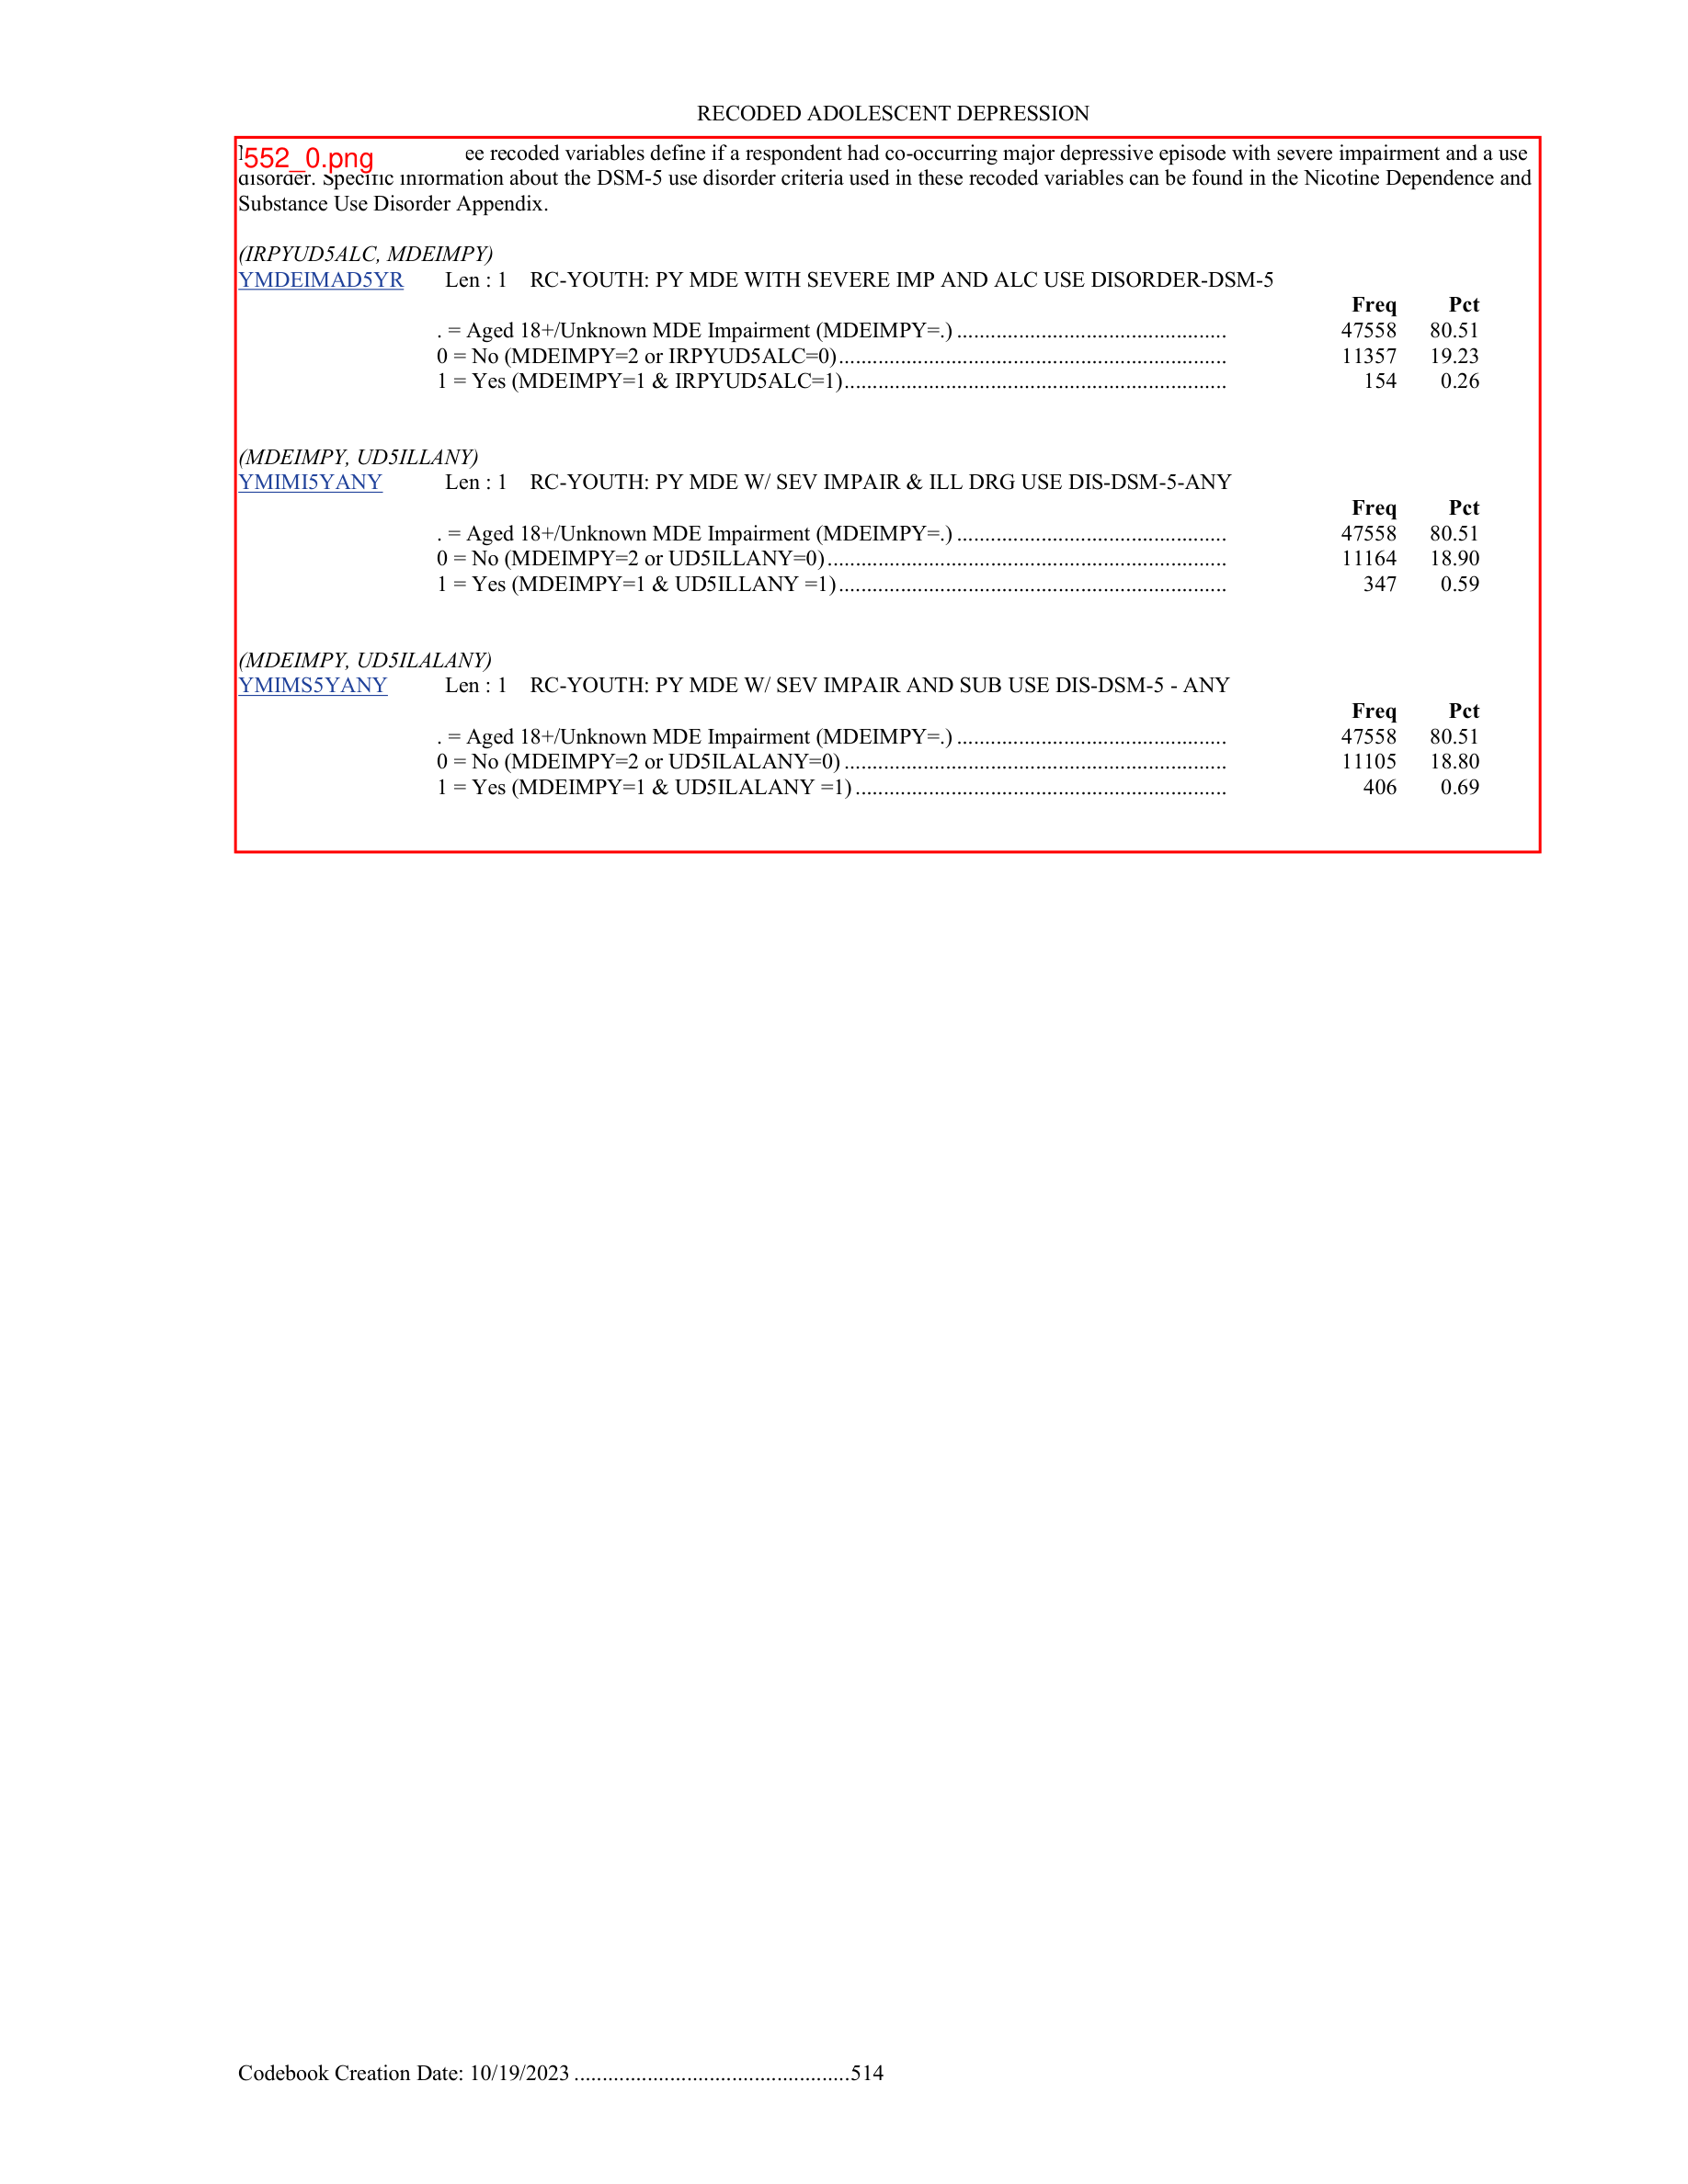 RECODED ADOLESCENT DEPRESSION
552_0.png
ee recoded variables define if a respondent had co-occurring major depressive episode with severe impairment and a use
disorder. Specific information about the DSM-5 use disorder criteria used in these recoded variables can be found in the Nicotine Dependence and
Substance Use Disorder Appendix.
(IRPYUD5ALC, MDEIMPY)
YMDEIMAD5YR Len : 1 RC-YOUTH: PY MDE WITH SEVERE IMP AND ALC USE DISORDER-DSM-5
Freq Pct
. = Aged 18+/Unknown MDE Impairment (MDEIMPY=.) ................................................ 47558 80.51
0 = No (MDEIMPY=2 or IRPYUD5ALC=0)..................................................................... 11357 19.23
1 = Yes (MDEIMPY=1 & IRPYUD5ALC=1).................................................................... 154 0.26
(MDEIMPY, UD5ILLANY)
YMIMI5YANY Len : 1 RC-YOUTH: PY MDE W/ SEV IMPAIR & ILL DRG USE DIS-DSM-5-ANY
Freq Pct
. = Aged 18+/Unknown MDE Impairment (MDEIMPY=.) ................................................ 47558 80.51
0 = No (MDEIMPY=2 or UD5ILLANY=0)....................................................................... 11164 18.90
1 = Yes (MDEIMPY=1 & UD5ILLANY =1)..................................................................... 347 0.59
(MDEIMPY, UD5ILALANY)
YMIMS5YANY Len : 1 RC-YOUTH: PY MDE W/ SEV IMPAIR AND SUB USE DIS-DSM-5 - ANY
Freq Pct
. = Aged 18+/Unknown MDE Impairment (MDEIMPY=.) ................................................ 47558 80.51
0 = No (MDEIMPY=2 or UD5ILALANY=0) .................................................................... 11105 18.80
1 = Yes (MDEIMPY=1 & UD5ILALANY =1) .................................................................. 406 0.69
Codebook Creation Date: 10/19/2023 .................................................514